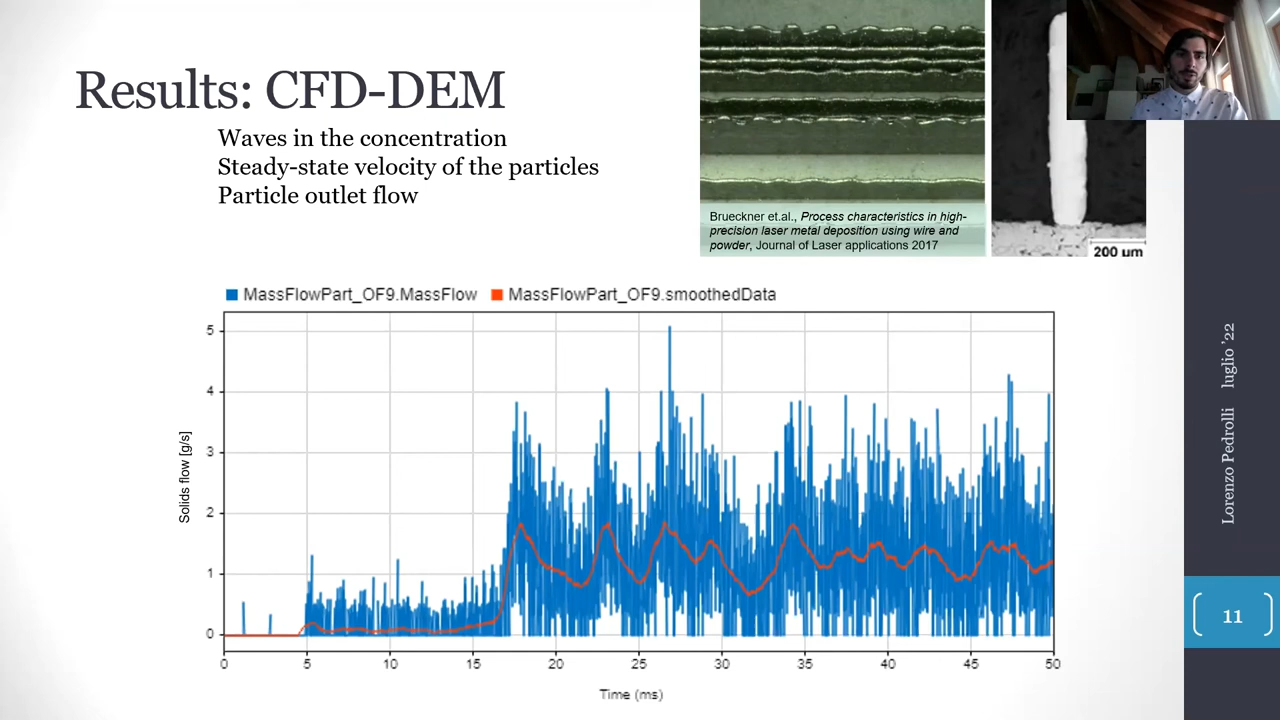 Results: CFD-DEM
Waves in the concentration
Steady-state velocity of the particles
Particle outlet flow
Brueckner et.al., Process characteristics in high-
precision laser metal deposition using wire and
powder, Journal of Laser applications 2017
200 µm
MassFlowPart_OF9.MassFlow MassFlowPart_OF9.smoothedData
Solids flow [g/s]
5
4
3
2
1
0
0 5 10 15 20 25 30 35 40 45 50
Time (ms)
Lorenzo Pedrolli luglio '22
11